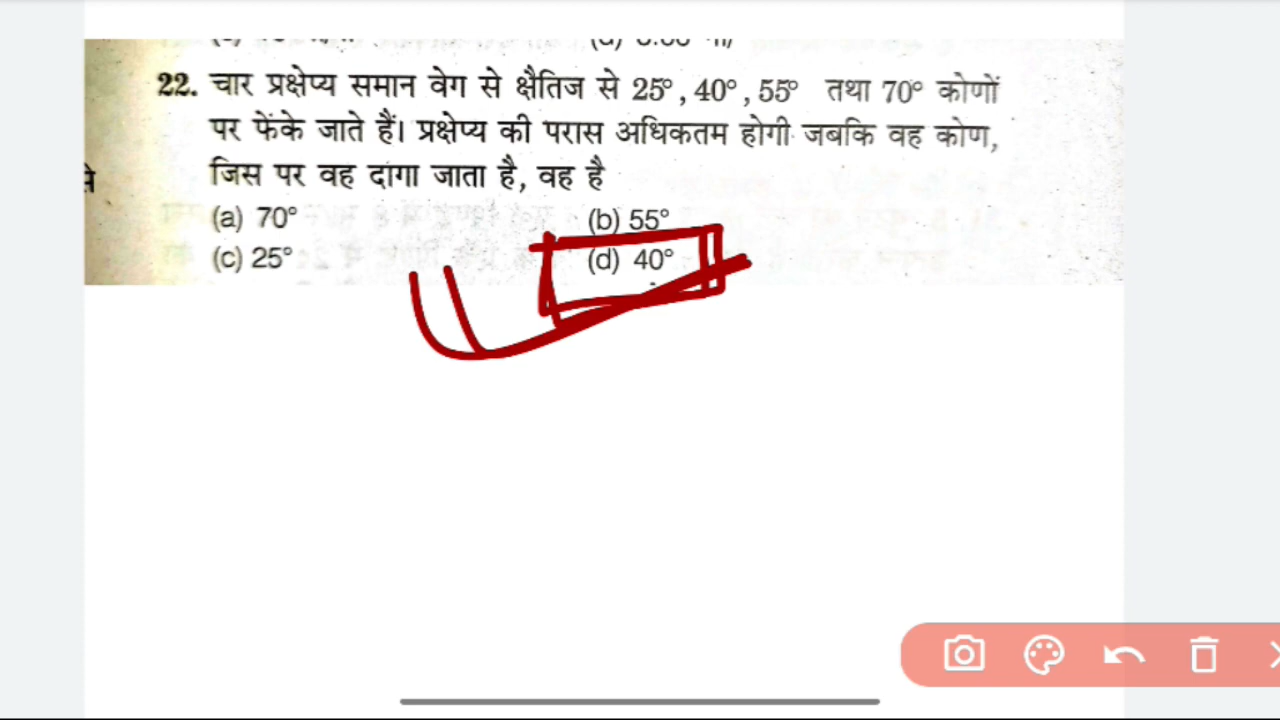 22. चार प्रक्षेप्य समान वेग से क्षैतिज से 25°, 40°, 55° तथा 70° कोणों
पर फेंके जाते हैं। प्रक्षेप्य की परास अधिकतम होगी जबकि वह कोण,
जिस पर वह दागा जाता है, वह है
(a) 70° (b) 55°
(c) 25° (d) 40°